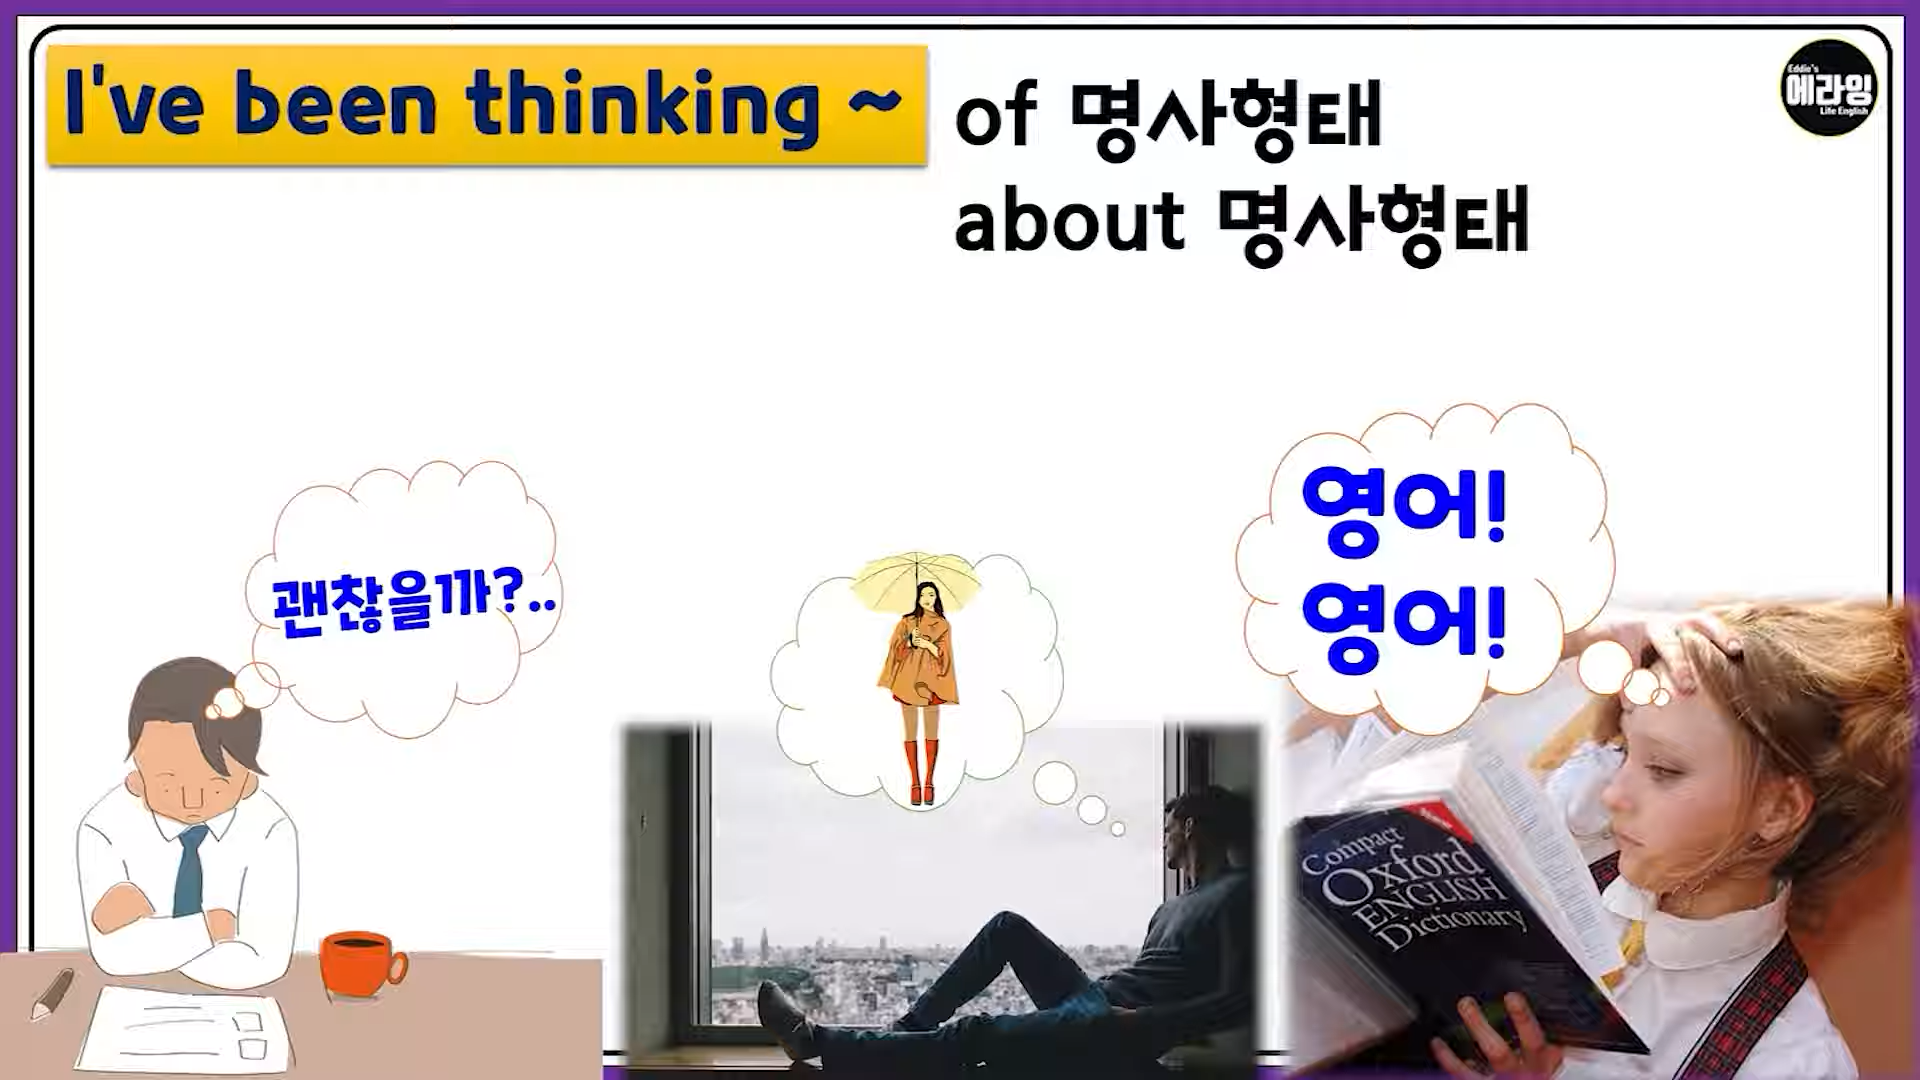 I've been thinking ~
of 명사형태
about 명사형태
Eddie's
에라잉
Life English
괜찮을까?..
영어!
영어!
Compact
Oxford
ENGLISH
Dictionary